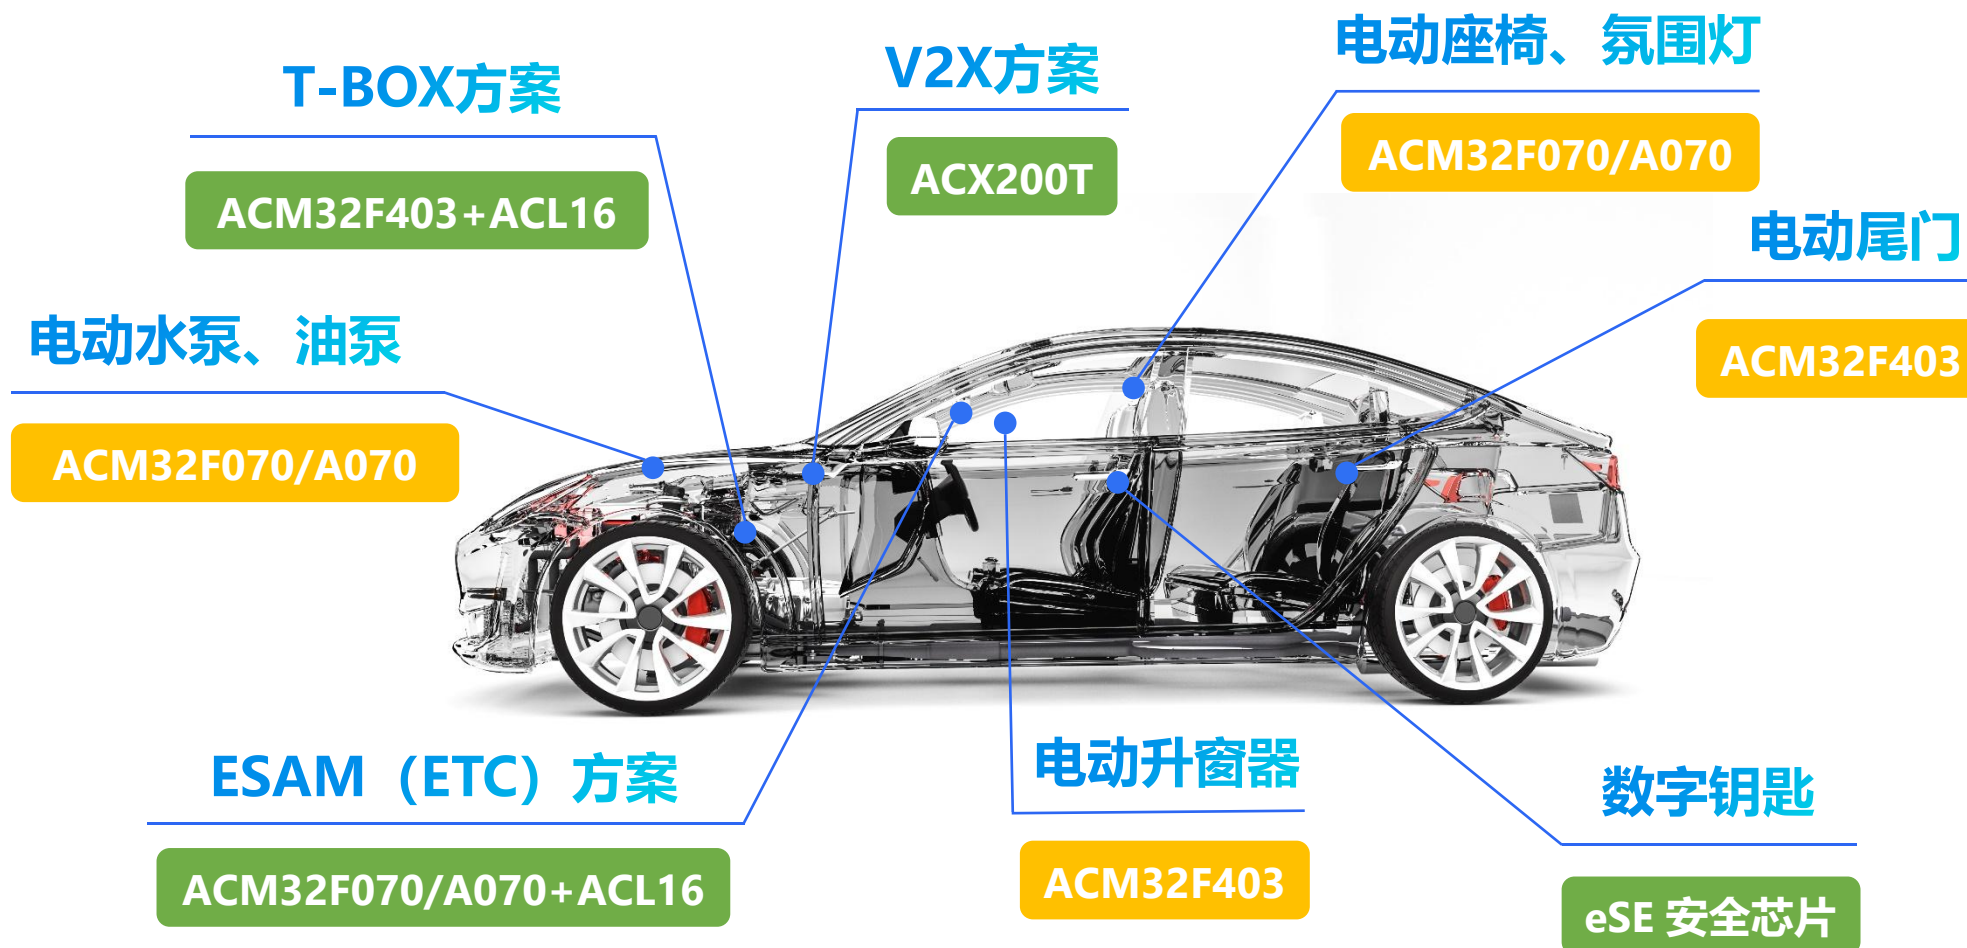 T-BOX方案
ACM32F403+ACL16
V2X方案
ACX200T
电动座椅、氛围灯
ACM32F070/A070
电动尾门
ACM32F403
电动水泵、油泵
ACM32F070/A070
ESAM（ETC）方案
ACM32F070/A070+ACL16
电动升窗器
ACM32F403
数字钥匙
eSE 安全芯片